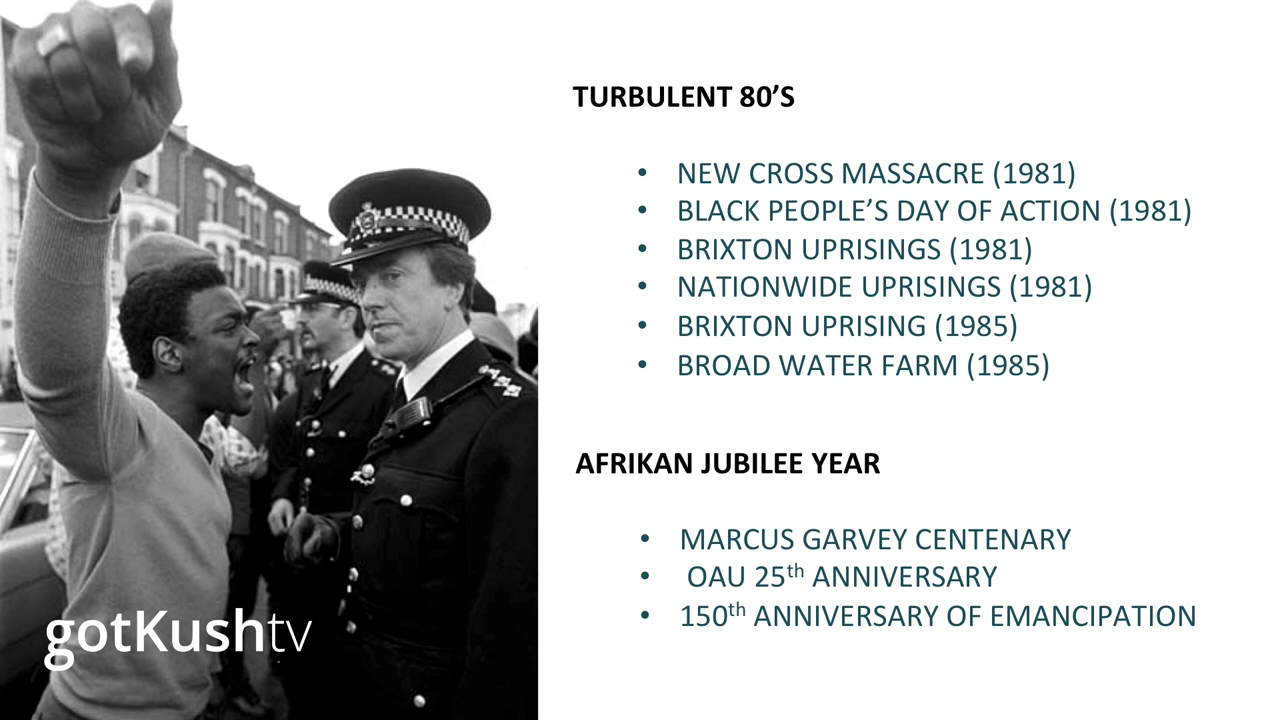 TURBULENT 80’S
• NEW CROSS MASSACRE (1981)
• BLACK PEOPLE’S DAY OF ACTION (1981)
• BRIXTON UPRISINGS (1981)
• NATIONWIDE UPRISINGS (1981)
• BRIXTON UPRISING (1985)
• BROAD WATER FARM (1985)
AFRIKAN JUBILEE YEAR
• MARCUS GARVEY CENTENARY
• OAU 25th ANNIVERSARY
• 150th ANNIVERSARY OF EMANCIPATION
gotKushtv